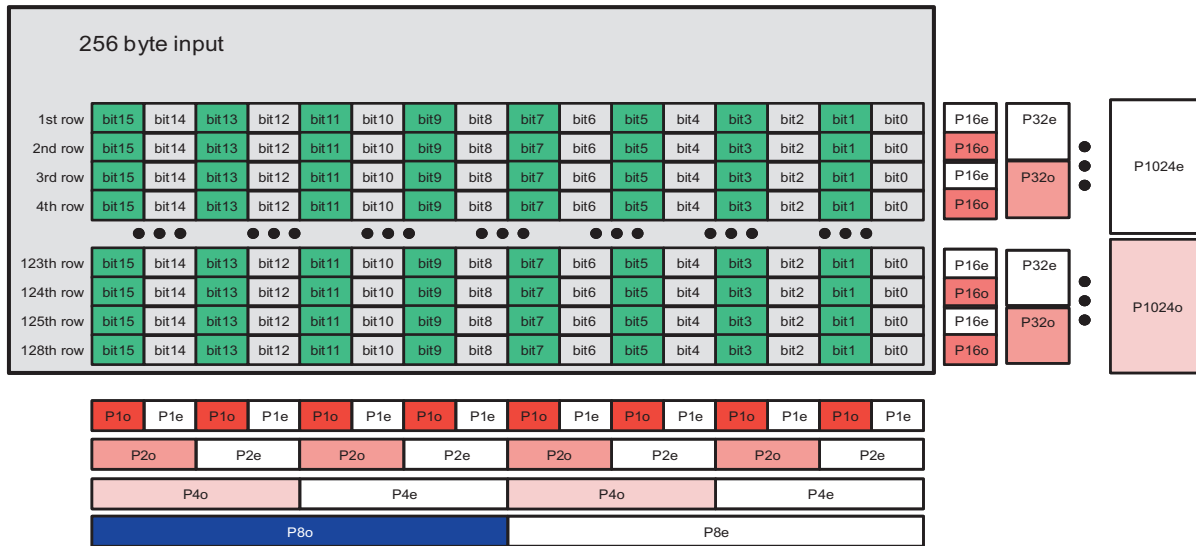 256 byte input
1st row bit15 bit14 bit13 bit12 bit11 bit10 bit9 bit8 bit7 bit6 bit5 bit4 bit3 bit2 bit1 bit0 P16e P32e
2nd row bit15 bit14 bit13 bit12 bit11 bit10 bit9 bit8 bit7 bit6 bit5 bit4 bit3 bit2 bit1 bit0 P16o
P1024e
3rd row bit15 bit14 bit13 bit12 bit11 bit10 bit9 bit8 bit7 bit6 bit5 bit4 bit3 bit2 bit1 bit0 P16e P32o
4th row bit15 bit14 bit13 bit12 bit11 bit10 bit9 bit8 bit7 bit6 bit5 bit4 bit3 bit2 bit1 bit0 P16o
123th row bit15 bit14 bit13 bit12 bit11 bit10 bit9 bit8 bit7 bit6 bit5 bit4 bit3 bit2 bit1 bit0 P16e P32e
124th row bit15 bit14 bit13 bit12 bit11 bit10 bit9 bit8 bit7 bit6 bit5 bit4 bit3 bit2 bit1 bit0 P16o
P1024o
125th row bit15 bit14 bit13 bit12 bit11 bit10 bit9 bit8 bit7 bit6 bit5 bit4 bit3 bit2 bit1 bit0 P16e P32o
128th row bit15 bit14 bit13 bit12 bit11 bit10 bit9 bit8 bit7 bit6 bit5 bit4 bit3 bit2 bit1 bit0 P16o
P1o P1e P1o P1e P1o P1e P1o P1e P1o P1e P1o P1e P1o P1e P1o P1e
P2o P2e P2o P2e P2o P2e P2o P2e
P4o P4e P4o P4e
P8o P8e